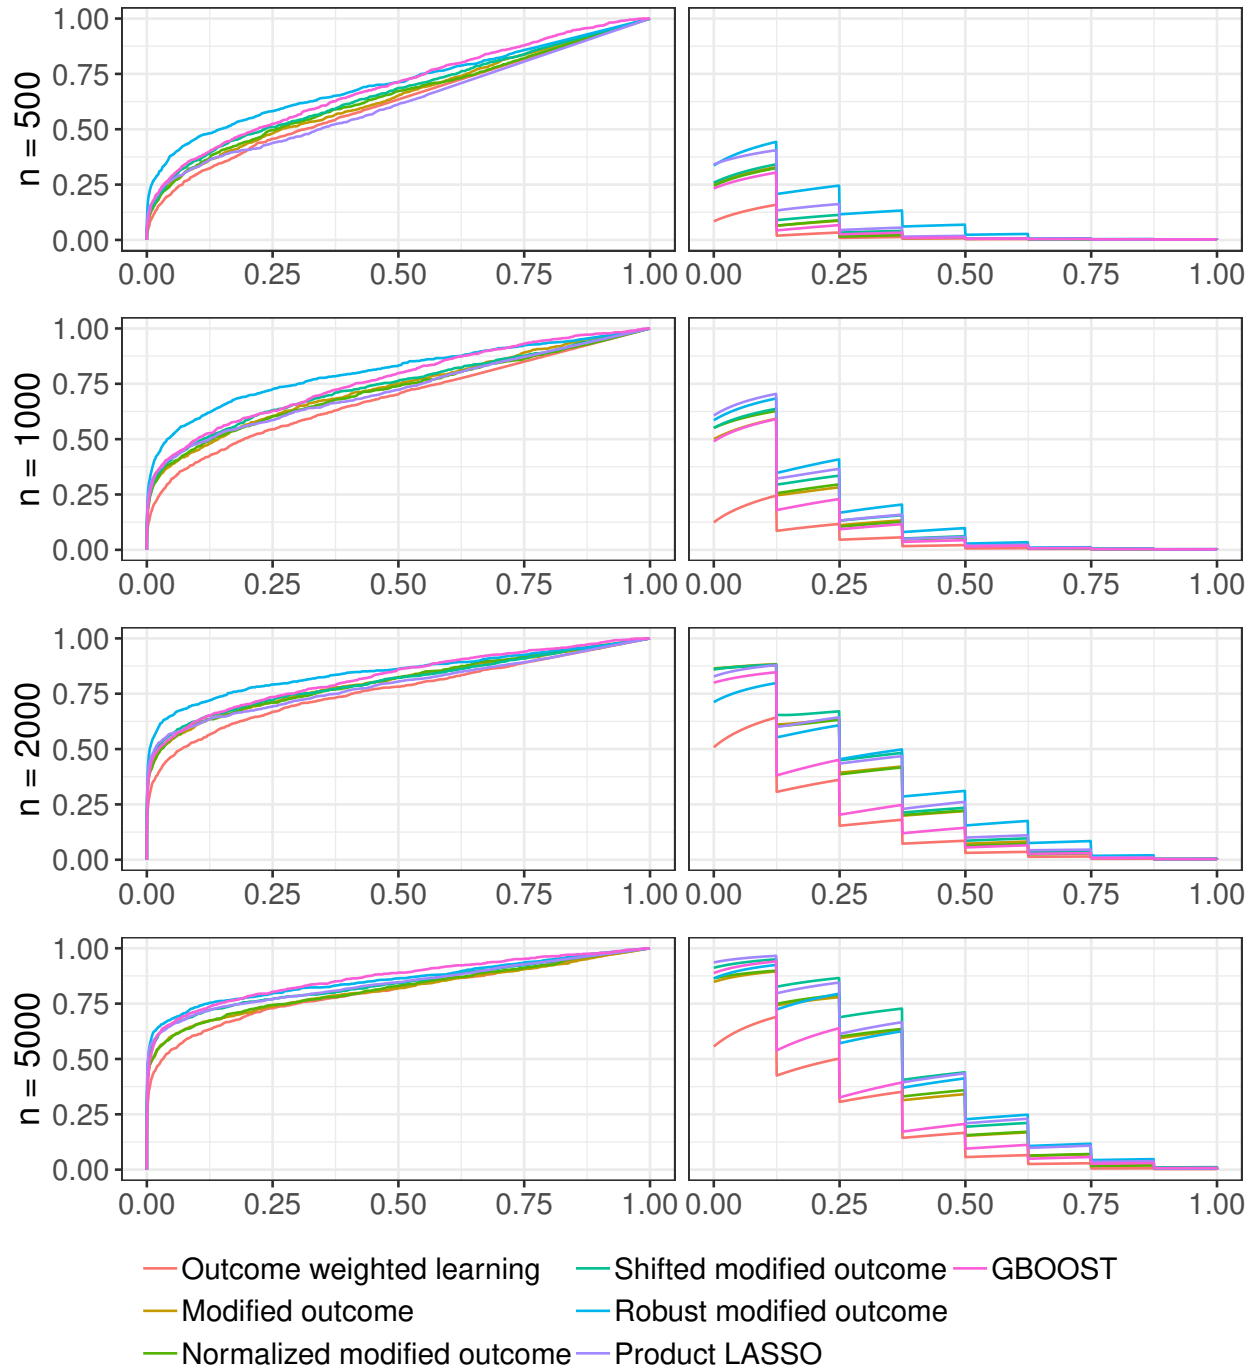 n = 500
1.00
0.75
0.50
0.25
0.00
0.00 0.25 0.50 0.75 1.00 0.00 0.25 0.50 0.75 1.00
n = 1000
1.00
0.75
0.50
0.25
0.00
0.00 0.25 0.50 0.75 1.00 0.00 0.25 0.50 0.75 1.00
n = 2000
1.00
0.75
0.50
0.25
0.00
0.00 0.25 0.50 0.75 1.00 0.00 0.25 0.50 0.75 1.00
n = 5000
1.00
0.75
0.50
0.25
0.00
0.00 0.25 0.50 0.75 1.00 0.00 0.25 0.50 0.75 1.00
Outcome weighted learning Shifted modified outcome GBOOST
Modified outcome Robust modified outcome
Normalized modified outcome Product LASSO